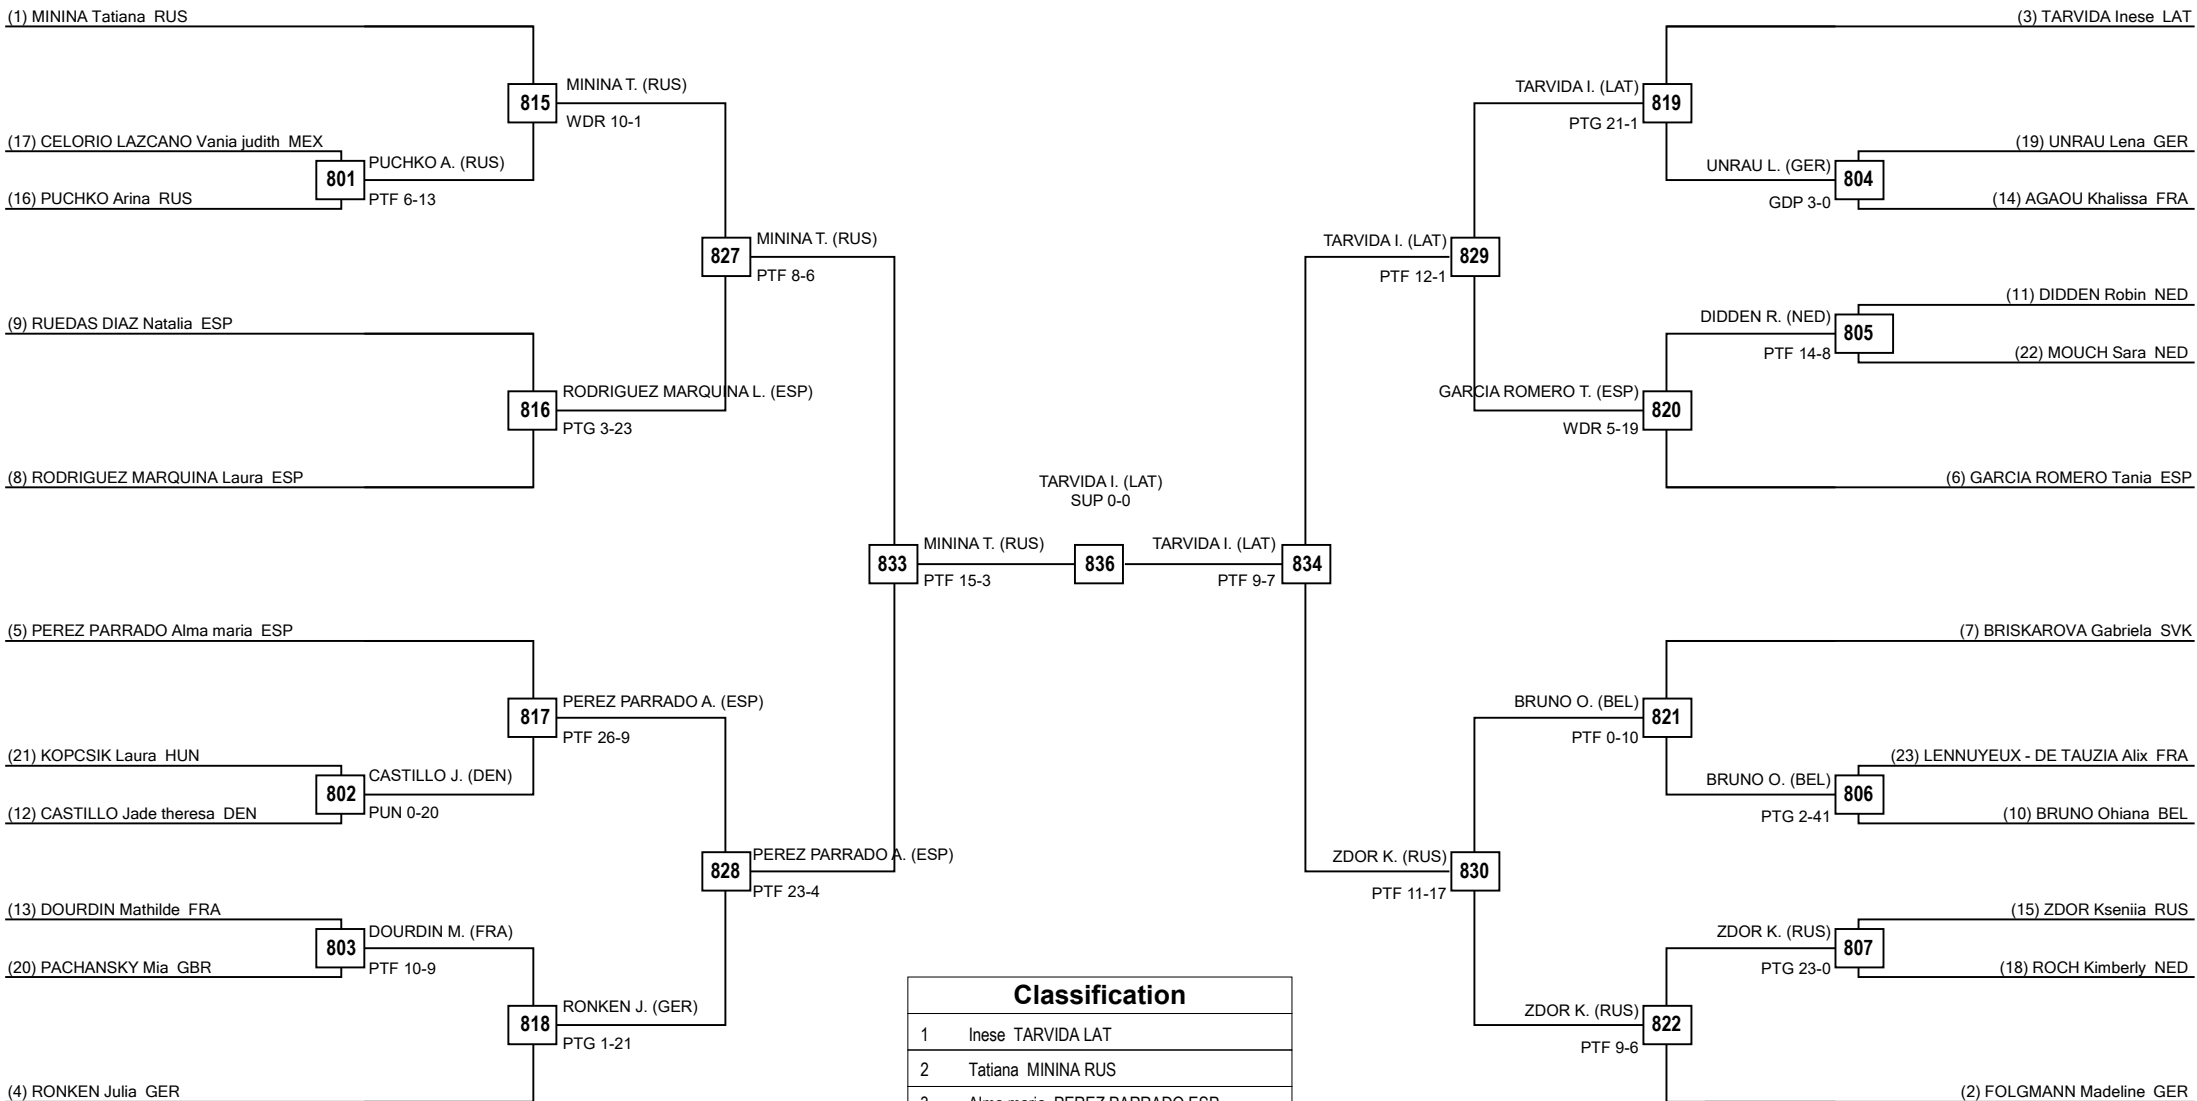 (1) MININA Tatiana RUS
(3) TARVIDA Inese LAT
MININA T. (RUS)
815
WDR 10-1
TARVIDA I. (LAT)
819
PTG 21-1
(17) CELORIO LAZCANO Vania judith MEX
PUCHKO A. (RUS)
801
(16) PUCHKO Arina RUS
PTF 6-13
(19) UNRAU Lena GER
UNRAU L. (GER)
804
GDP 3-0
(14) AGAOU Khalissa FRA
MININA T. (RUS)
827
PTF 8-6
TARVIDA I. (LAT)
829
PTF 12-1
(9) RUEDAS DIAZ Natalia ESP
(11) DIDDEN Robin NED
DIDDEN R. (NED)
805
PTF 14-8
(22) MOUCH Sara NED
RODRIGUEZ MARQUINA L. (ESP)
816
PTG 3-23
GARCIA ROMERO T. (ESP)
820
WDR 5-19
(8) RODRIGUEZ MARQUINA Laura ESP
(6) GARCIA ROMERO Tania ESP
TARVIDA I. (LAT)
SUP 0-0
833
MININA T. (RUS)
PTF 15-3
836
TARVIDA I. (LAT)
PTF 9-7
834
(5) PEREZ PARRADO Alma maria ESP
(7) BRISKAROVA Gabriela SVK
PEREZ PARRADO A. (ESP)
817
PTF 26-9
BRUNO O. (BEL)
821
PTF 0-10
(21) KOPCSIK Laura HUN
CASTILLO J. (DEN)
802
(12) CASTILLO Jade theresa DEN
PUN 0-20
(23) LENNUYEUX - DE TAUZIA Alix FRA
BRUNO O. (BEL)
806
PTG 2-41
(10) BRUNO Ohiana BEL
PEREZ PARRADO A. (ESP)
828
PTF 23-4
ZDOR K. (RUS)
830
PTF 11-17
(13) DOURDIN Mathilde FRA
DOURDIN M. (FRA)
803
(20) PACHANSKY Mia GBR
PTF 10-9
(15) ZDOR Kseniia RUS
ZDOR K. (RUS)
807
PTG 23-0
(18) ROCH Kimberly NED
RONKEN J. (GER)
818
PTG 1-21
ZDOR K. (RUS)
822
PTF 9-6
(4) RONKEN Julia GER
(2) FOLGMANN Madeline GER
Classification
1 Inese TARVIDA LAT
2 Tatiana MININA RUS
3 Alma maria PEREZ PARRADO ESP